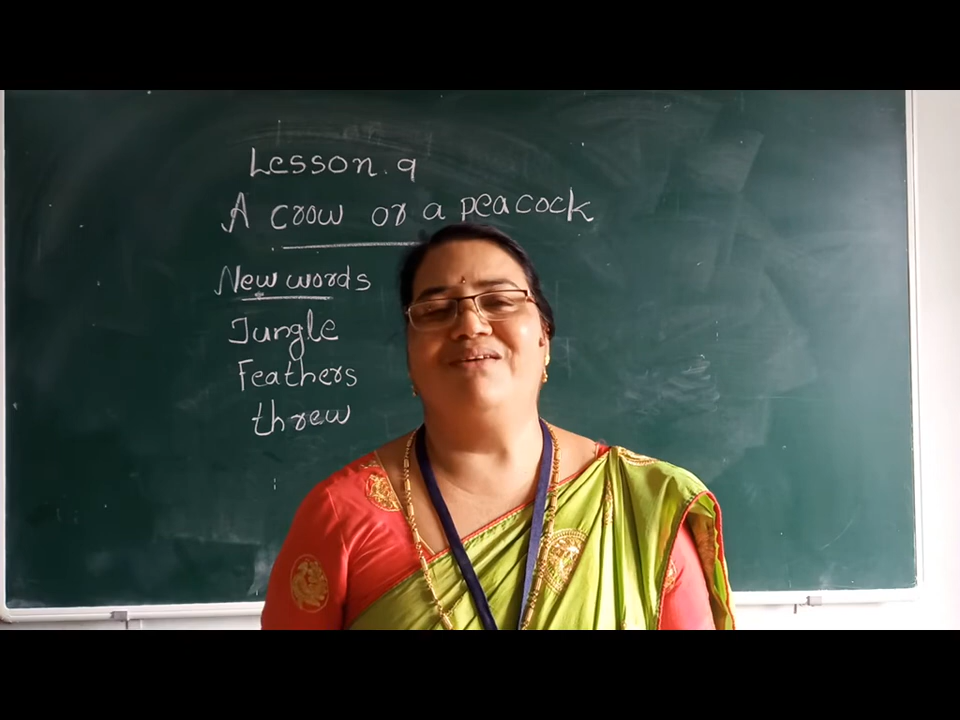 Lesson. 9
A crow or a peacock
New words
Jungle
Feathers
threw